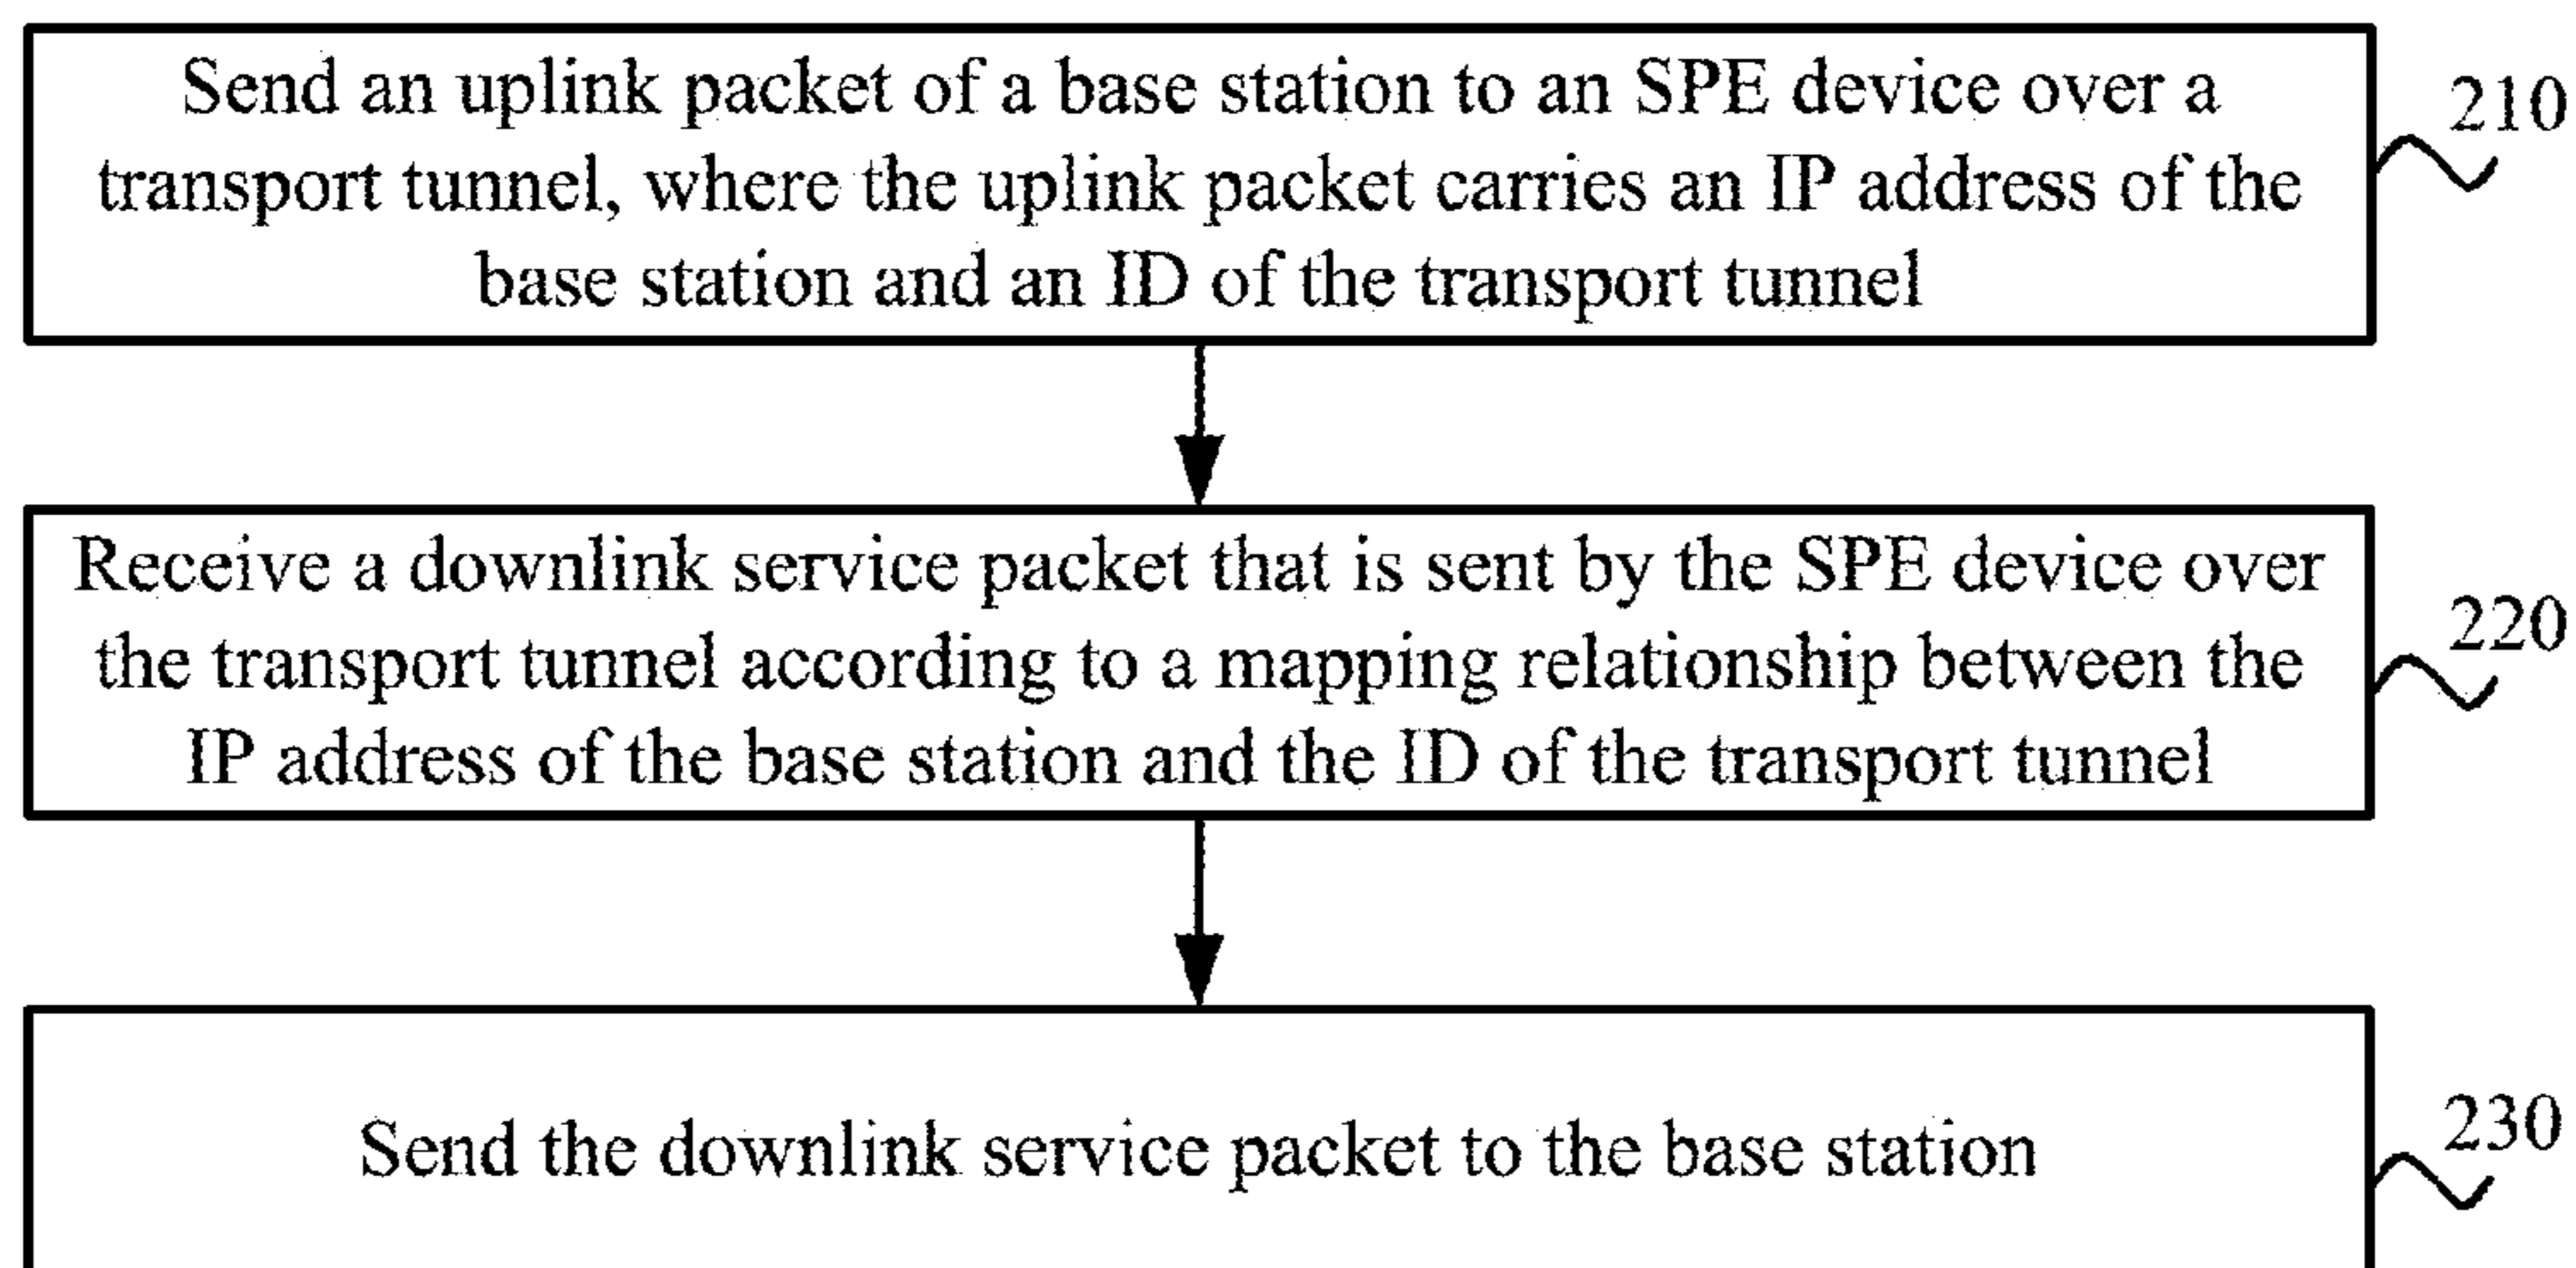 Send an uplink packet of a base station to an SPE device over a
transport tunnel, where the uplink packet carries an IP address of the
base station and an ID of the transport tunnel
210
Receive a downlink service packet that is sent by the SPE device over
the transport tunnel according to a mapping relationship between the
IP address of the base station and the ID of the transport tunnel
220
Send the downlink service packet to the base station
230